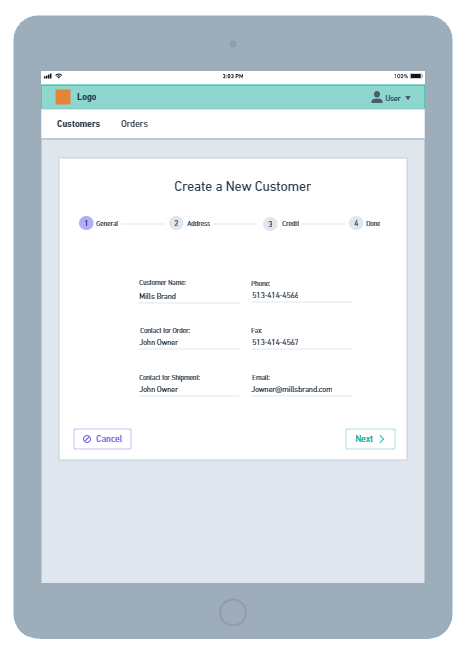 3:03 PM 100%
Logo User
Customers Orders
Create a New Customer
1 General 2 Address 3 Credit 4 Done
Customer Name: Phone:
Mills Brand 513-414-4566
Contact for Order: Fax:
John Owner 513-414-4567
Contact for Shipment: Email:
John Owner Jowner@millsbrand.com
Cancel Next